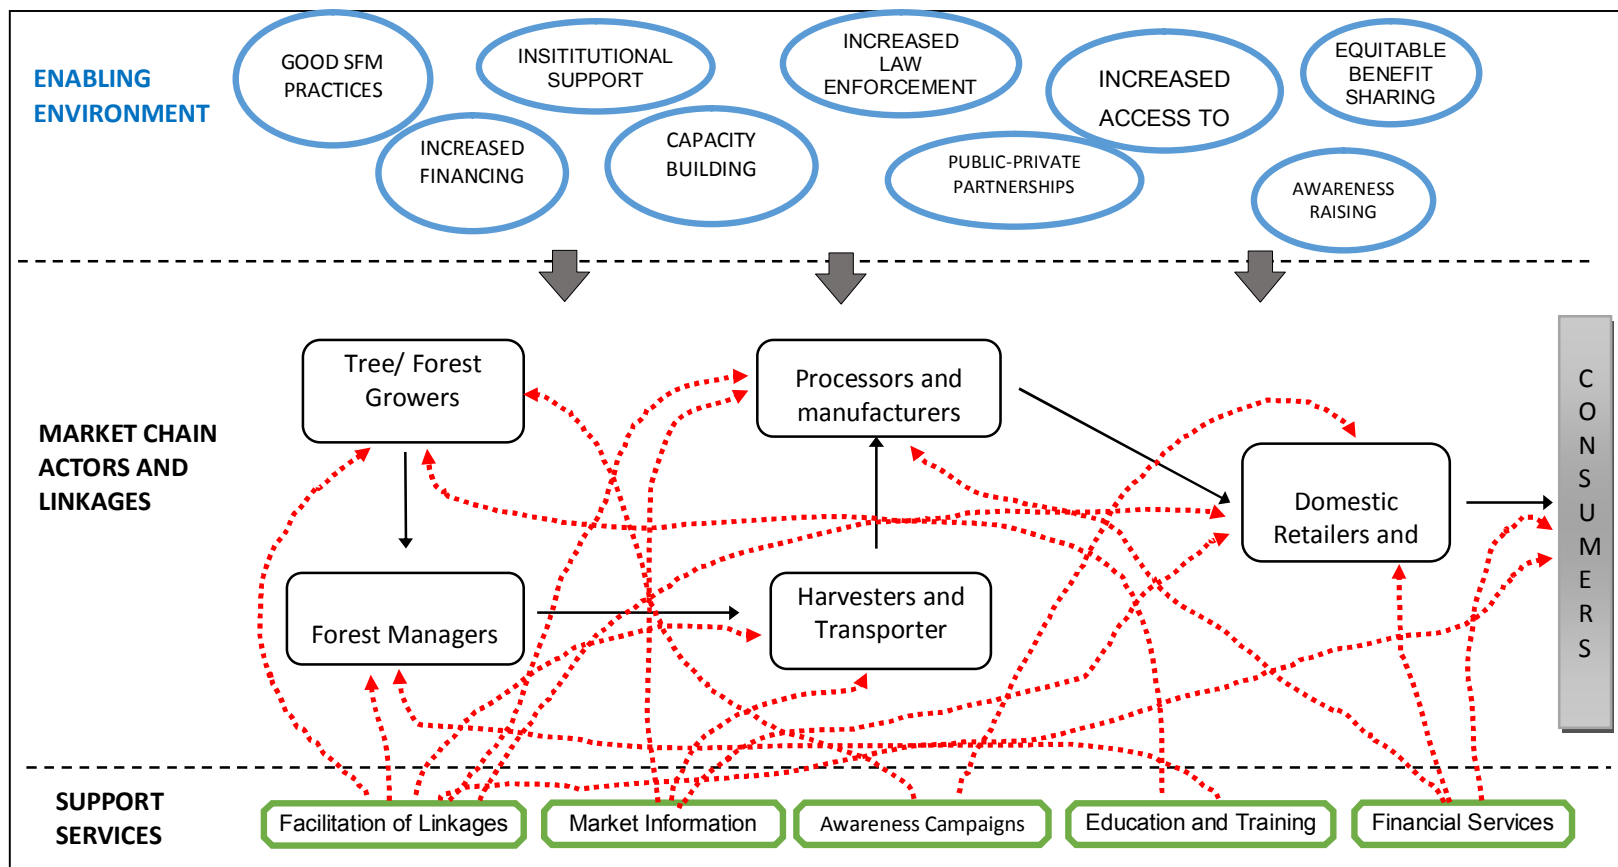 ENABLING
ENVIRONMENT
GOOD SFM
PRACTICES
INSITITUTIONAL
SUPPORT
INCREASED
LAW
ENFORCEMENT
INCREASED
ACCESS TO
EQUITABLE
BENEFIT
SHARING
INCREASED
FINANCING
CAPACITY
BUILDING
PUBLIC-PRIVATE
PARTNERSHIPS
AWARENESS
RAISING
MARKET CHAIN
ACTORS AND
LINKAGES
Tree/ Forest
Growers
Processors and
manufacturers
Domestic
Retailers and
Forest Managers
Harvesters and
Transporter
C
O
N
S
U
M
E
R
S
SUPPORT
SERVICES
Facilitation of Linkages
Market Information
Awareness Campaigns
Education and Training
Financial Services